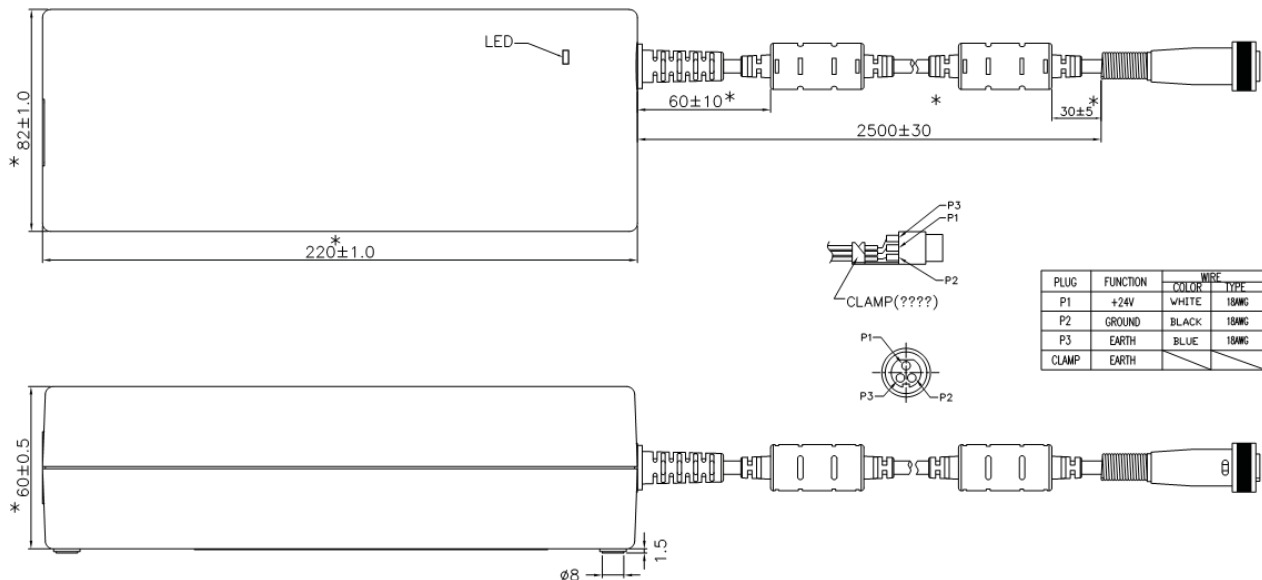 LED
* 82±1.0
60±10*
*
30±5*
2500±30
*
220±1.0
P3
P1
P2
CLAMP(????)
PLUG FUNCTION WIRE
COLOR TYPE
P1 +24V WHITE 18AWG
P2 GROUND BLACK 18AWG
P3 EARTH BLUE 18AWG
CLAMP EARTH
P1
P3 P2
* 60±0.5
1.5
ø8